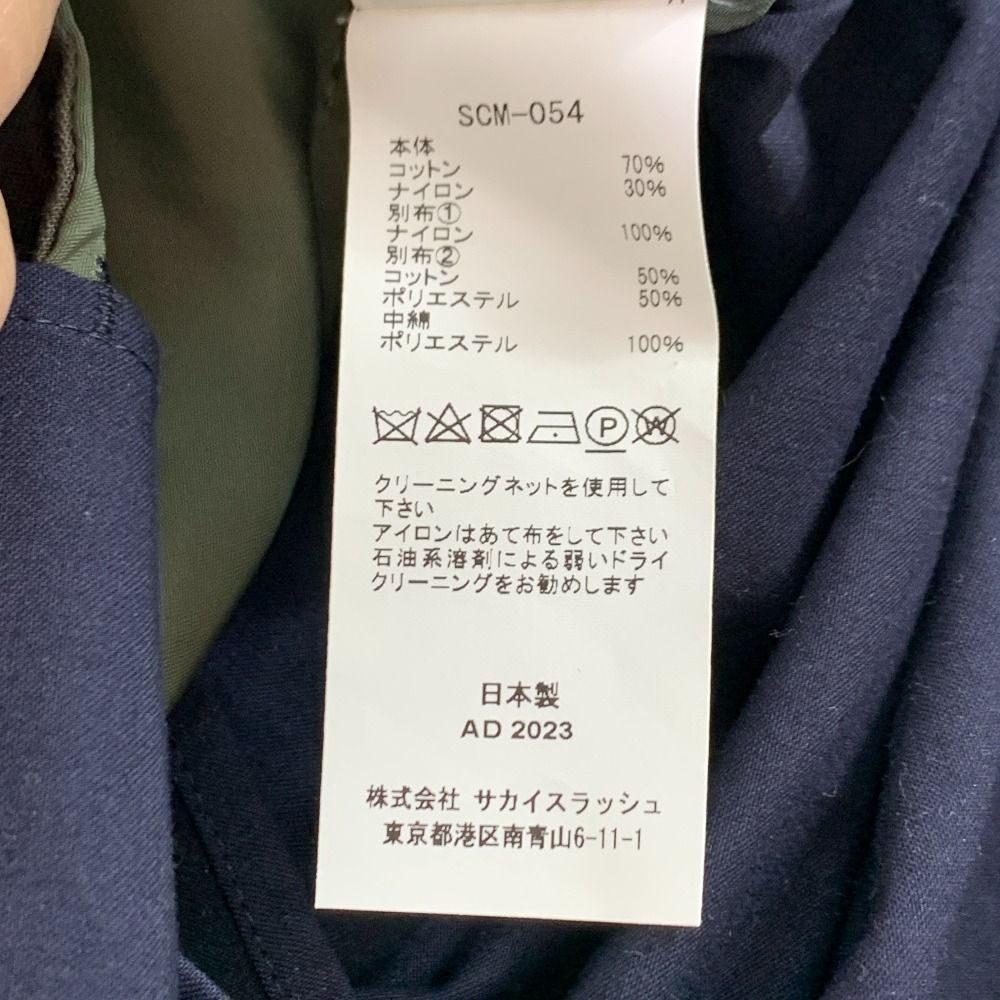 SCM-054
本体
コットン 70%
ナイロン 30%
別布①
ナイロン 100%
別布②
コットン 50%
ポリエステル 50%
中綿
ポリエステル 100%
P W
クリーニングネットを使用して
下さい
アイロンはあて布をして下さい
石油系溶剤による弱いドライ
クリーニングをお勧めします
日本製
AD 2023
株式会社 サカイスラッシュ
東京都港区南青山6-11-1